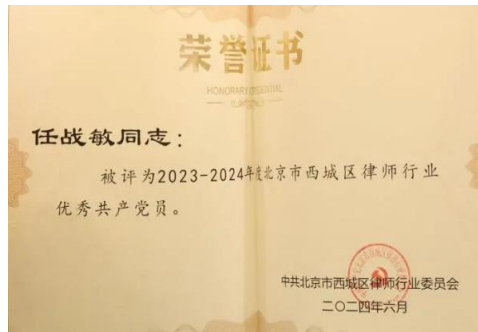 荣誉证书
HONORARY CREDENTIAL
任战敏同志：
被评为2023-2024年度北京市西城区律师行业
优秀共产党员。
中共北京市西城区律师行业委员会
二〇二四年六月